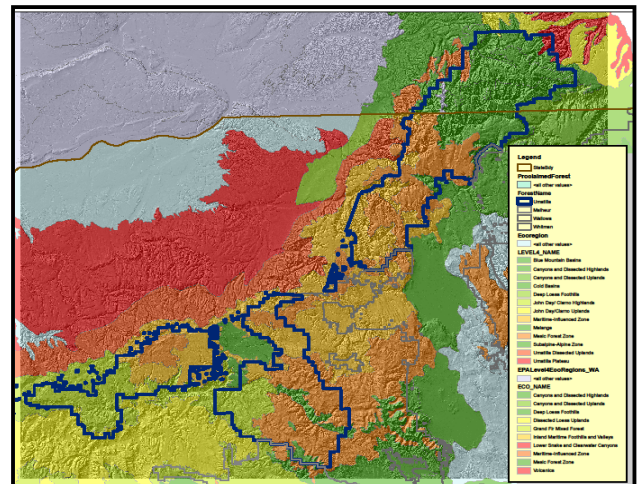 Legend
StateBdy
ProclaimedForest
<all other values>
ForestName
Umatilla
Malheur
Wallowa
Whitman
Ecoregion
<all other values>
LEVEL4_NAME
Blue Mountain Basins
Canyons and Dissected Highlands
Canyons and Dissected Uplands
Cold Basins
Deep Loess Foothills
John Day/Clarno Highlands
John Day/Clarno Uplands
Maritime-Influenced Zone
Melange
Mesic Forest Zone
Subalpine-Alpine Zone
Umatilla Dissected Uplands
Umatilla Plateau
EPALevel4EcoRegions_WA
<all other values>
ECO_NAME
Canyons and Dissected Highlands
Canyons and Dissected Uplands
Deep Loess Foothills
Dissected Loess Uplands
Grand Fir Mixed Forest
Inland Maritime Foothills and Valleys
Lower Snake and Clearwater Canyons
Maritime-Influenced Zone
Mesic Forest Zone
Volcanics